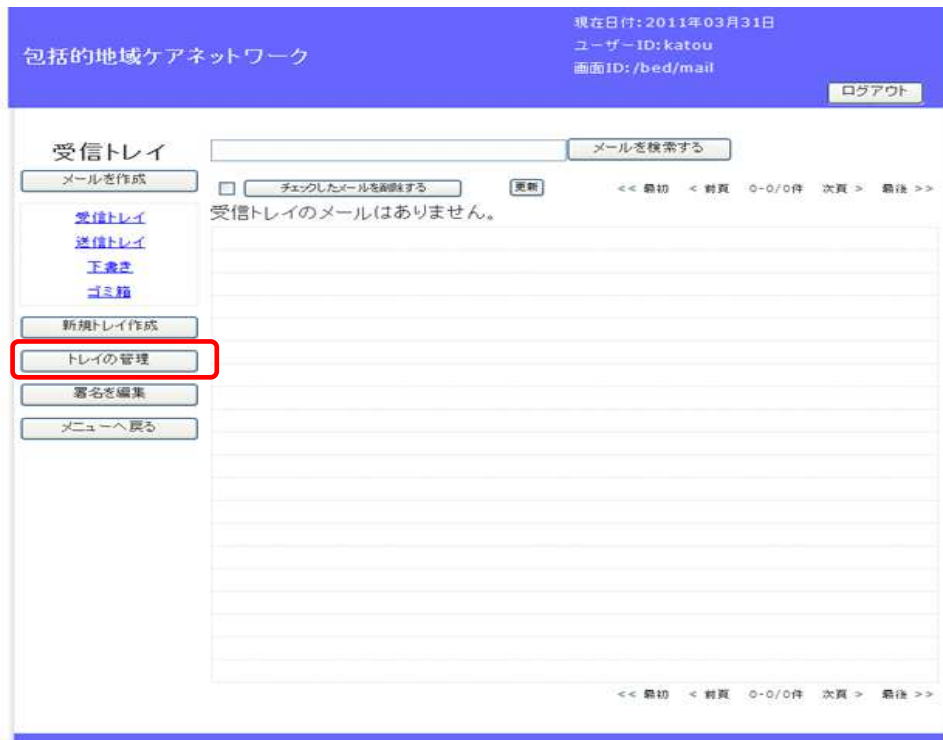 包括的地域ケアネットワーク
現在日付:2011年03月31日
ユーザーID:katou
画面ID:/bed/mail
ログアウト
受信トレイ
メールを検索する
メールを作成
チェックしたメールを削除する
更新
<< 最初 < 前頁 0-0/0件 次頁 > 最後 >>
受信トレイのメールはありません。
受信トレイ
送信トレイ
下書き
ゴミ箱
新規トレイ作成
トレイの管理
署名を編集
メニューへ戻る
<< 最初 < 前頁 0-0/0件 次頁 > 最後 >>